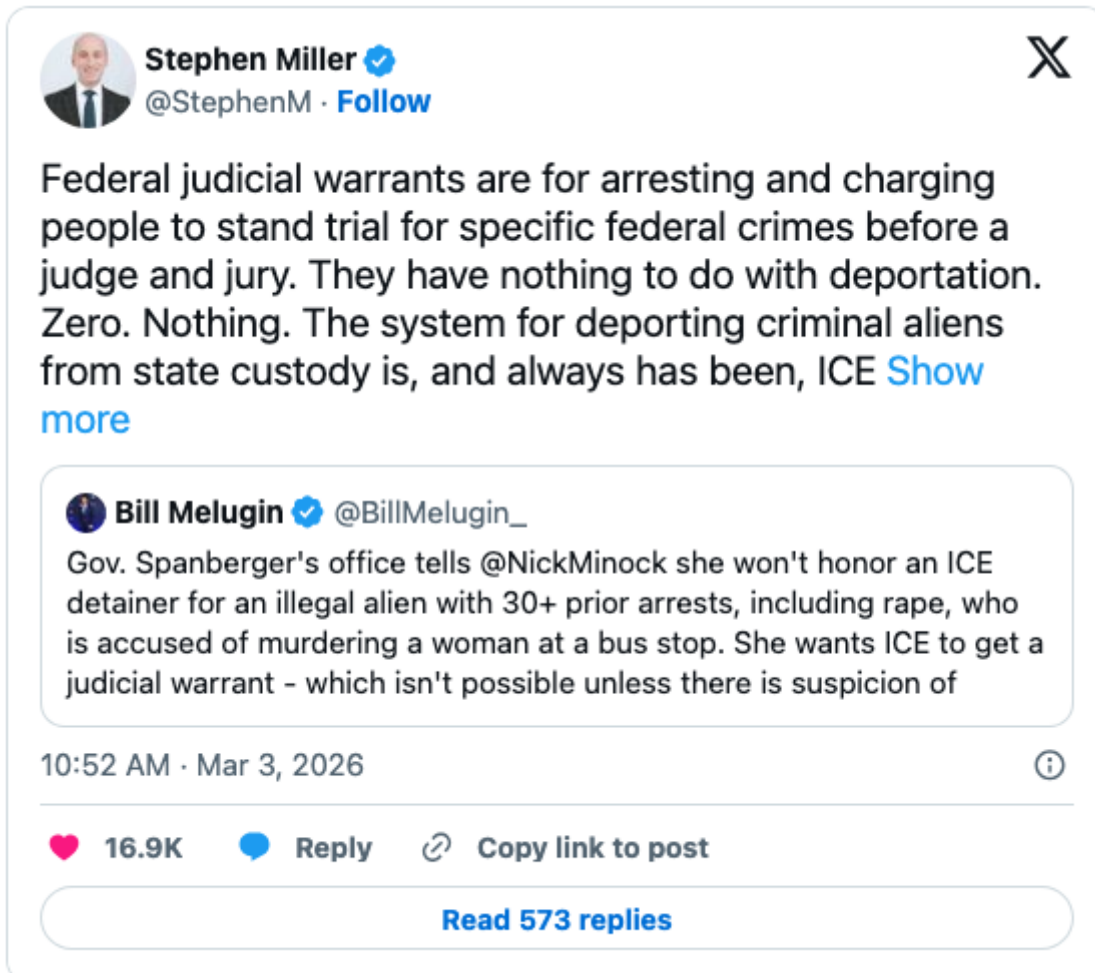 Stephen Miller
@StephenM · Follow
Federal judicial warrants are for arresting and charging
people to stand trial for specific federal crimes before a
judge and jury. They have nothing to do with deportation.
Zero. Nothing. The system for deporting criminal aliens
from state custody is, and always has been, ICE Show
more
Bill Melugin @BillMelugin_
Gov. Spanberger's office tells @NickMinock she won't honor an ICE
detainer for an illegal alien with 30+ prior arrests, including rape, who
is accused of murdering a woman at a bus stop. She wants ICE to get a
judicial warrant - which isn't possible unless there is suspicion of
10:52 AM · Mar 3, 2026
16.9K Reply Copy link to post
Read 573 replies